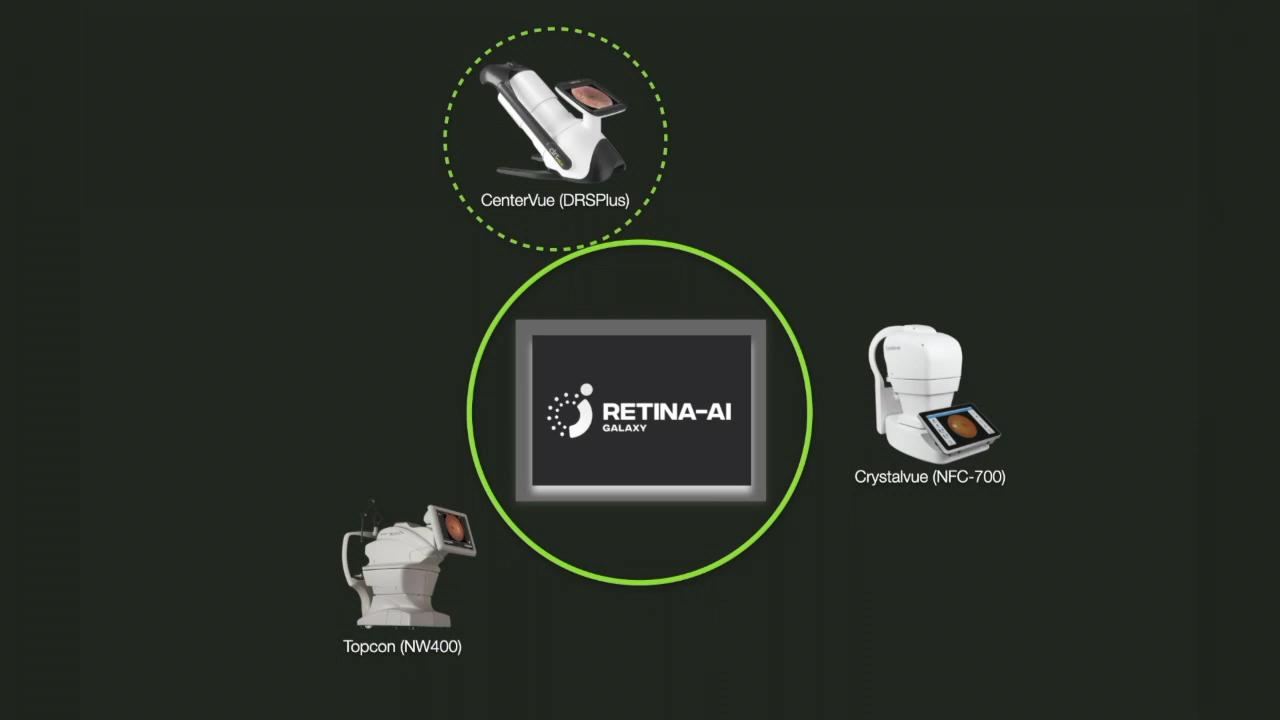 CenterVue (DRSPlus)
RETINA-AI
GALAXY
Crystalvue (NFC-700)
Topcon (NW400)